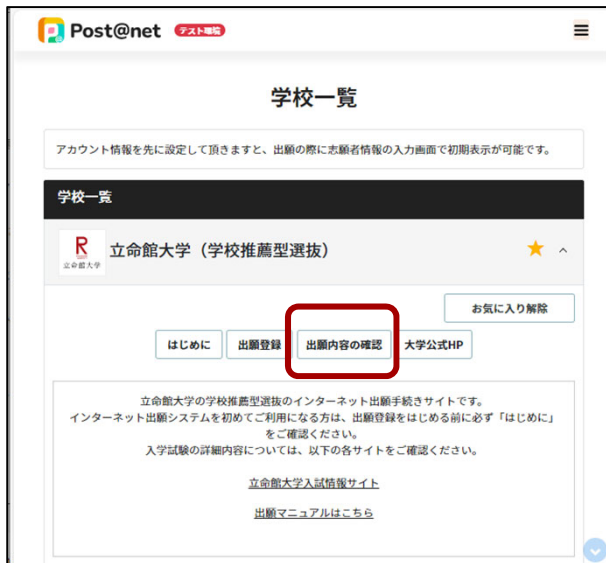 Post@net テスト環境
学校一覧
アカウント情報を先に設定して頂きますと、出願の際に志願者情報の入力画面で初期表示が可能です。
学校一覧
R
立命館大学
立命館大学（学校推薦型選抜）
お気に入り解除
はじめに 出願登録 出願内容の確認 大学公式HP
立命館大学の学校推薦型選抜のインターネット出願手続きサイトです。
インターネット出願システムを初めてご利用になる方は、出願登録をはじめる前に必ず「はじめに」
をご確認ください。
入学試験の詳細内容については、以下の各サイトをご確認ください。
立命館大学入試情報サイト
出願マニュアルはこちら